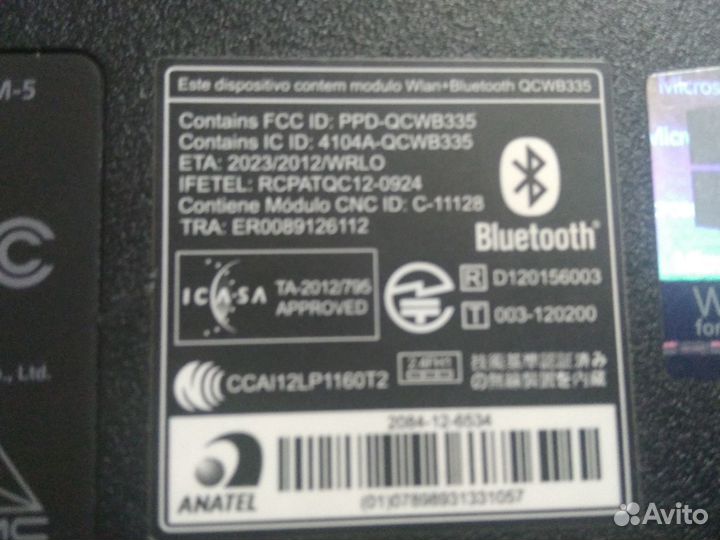 M-5
Este dispositivo contem modulo Wlan+Bluetooth QCWB335
Contains FCC ID: PPD-QCWB335
Contains IC ID: 4104A-QCWB335
ETA: 2023/2012/WRLO
IFETEL: RCPATQC12-0924
Contiene Módulo CNC ID: C-11128
TRA: ER0089126112
Bluetooth
ICASA
TA-2012/795
APPROVED
R D120156003
T 003-120200
CCAI12LP1160T2
技術基準認証済み
の無線装置を内蔵
2084-12-6534
ANATEL
(01)07898931331057
Micros
Micro
W
for
., Ltd.
Avito